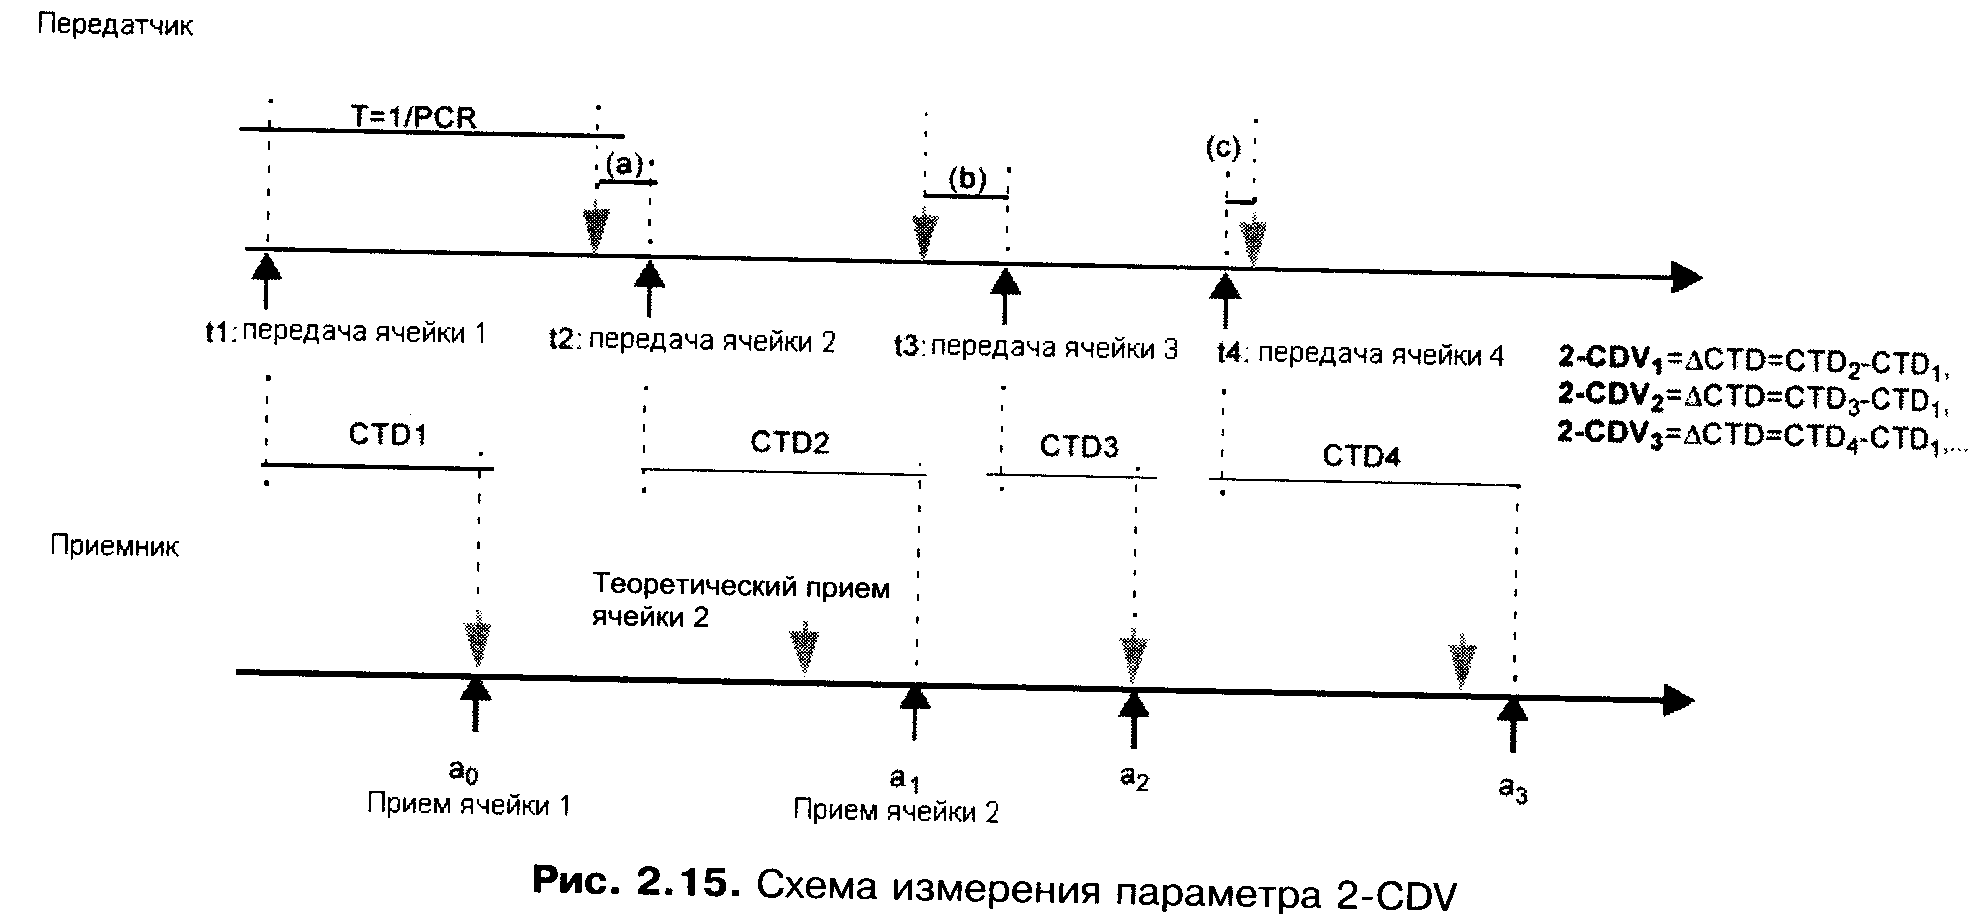 Передатчик
T=1/PCR
(a)
(b)
(c)
t1: передача ячейки 1
t2: передача ячейки 2
t3: передача ячейки 3
t4: передача ячейки 4
2-CDV₁=ΔCTD=CTD₂-CTD₁,
2-CDV₂=ΔCTD=CTD₃-CTD₁,
2-CDV₃=ΔCTD=CTD₄-CTD₁,...
CTD1
CTD2
CTD3
CTD4
Приемник
Теоретический прием
ячейки 2
a₀
Прием ячейки 1
a₁
Прием ячейки 2
a₂
a₃
Рис. 2.15. Схема измерения параметра 2-CDV